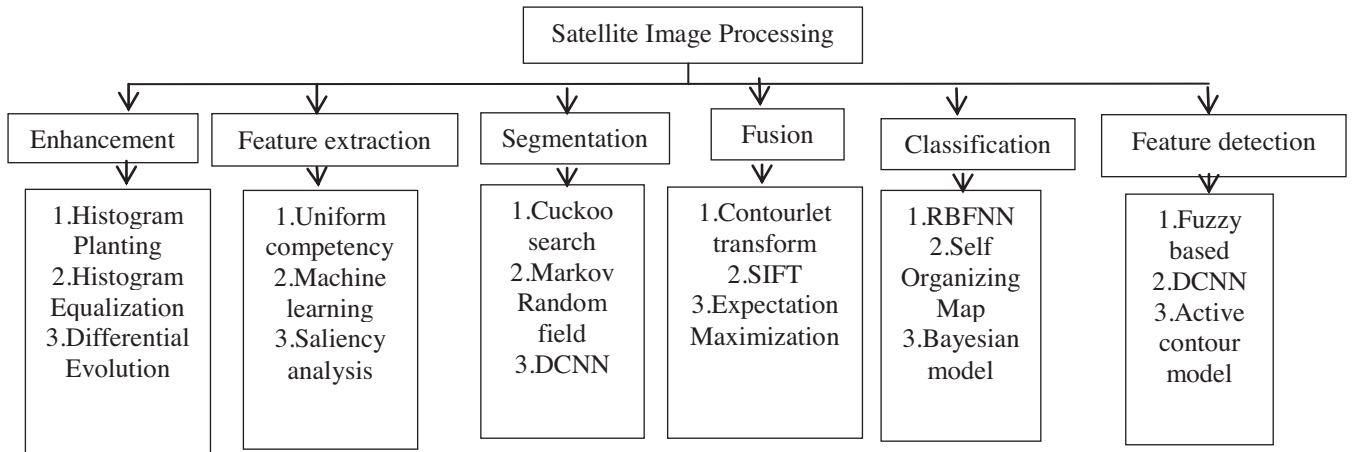 Satellite Image Processing
Enhancement
Feature extraction
Segmentation
Fusion
Classification
Feature detection
1.Histogram
Planting
2.Histogram
Equalization
3.Differential
Evolution
1.Uniform
competency
2.Machine
learning
3.Saliency
analysis
1.Cuckoo
search
2.Markov
Random
field
3.DCNN
1.Contourlet
transform
2.SIFT
3.Expectation
Maximization
1.RBFNN
2.Self
Organizing
Map
3.Bayesian
model
1.Fuzzy
based
2.DCNN
3.Active
contour
model